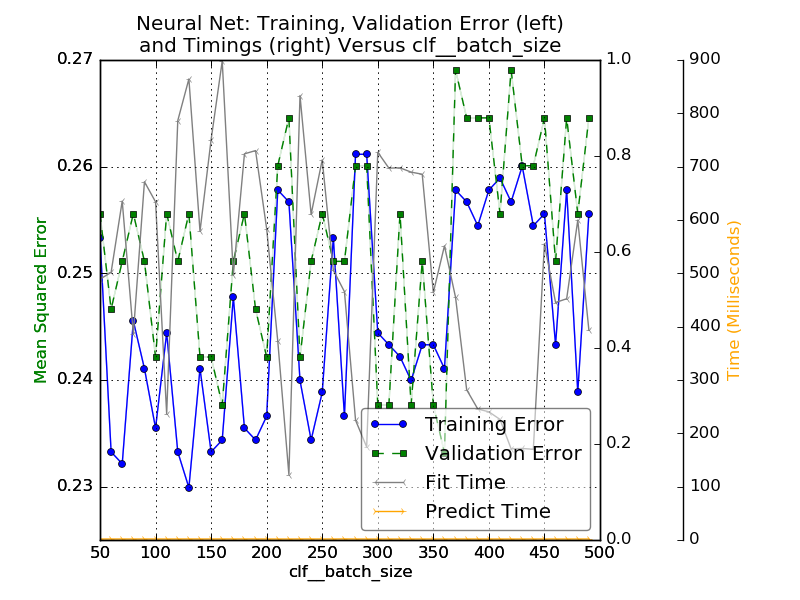 Neural Net: Training, Validation Error (left)
and Timings (right) Versus clf__batch_size
Mean Squared Error
0.27
0.26
0.25
0.24
0.23
1.0
0.8
0.6
0.4
0.2
0.0
900
800
700
600
500
400
300
200
100
0
Time (Milliseconds)
Training Error
Validation Error
Fit Time
Predict Time
50 100 150 200 250 300 350 400 450 500
clf__batch_size